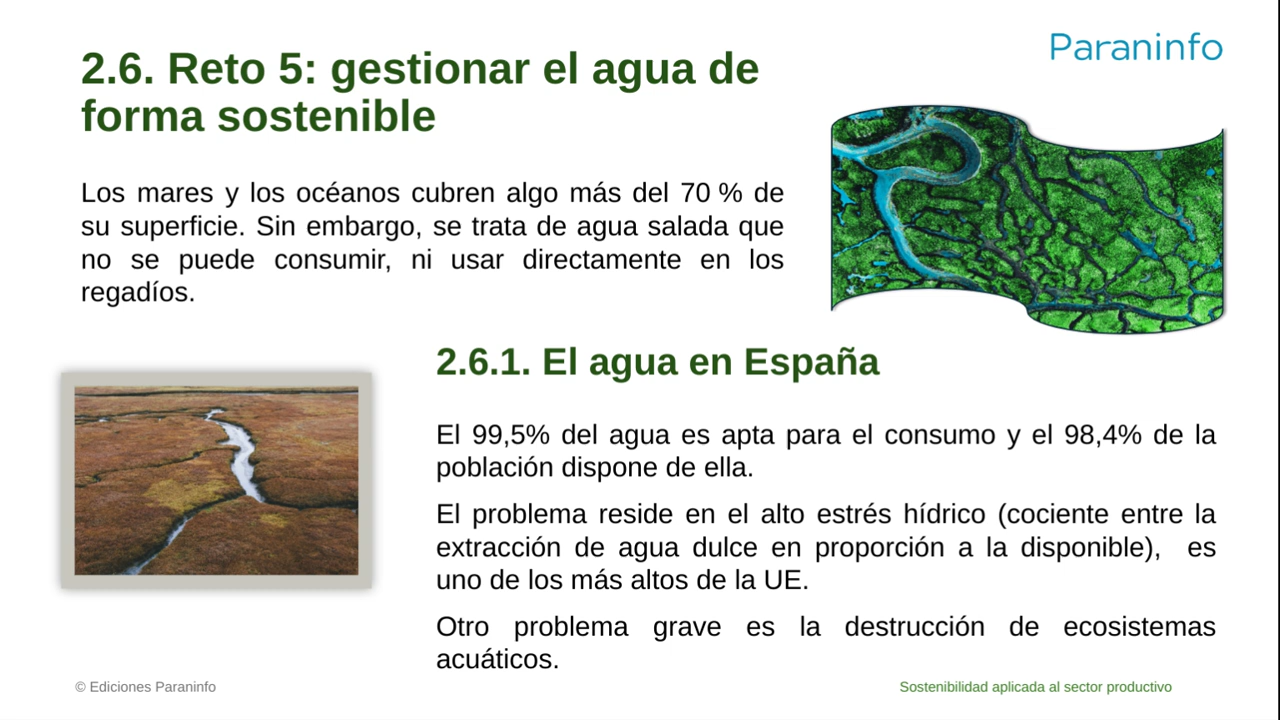 Paraninfo
2.6. Reto 5: gestionar el agua de
forma sostenible
Los mares y los océanos cubren algo más del 70 % de
su superficie. Sin embargo, se trata de agua salada que
no se puede consumir, ni usar directamente en los
regadíos.
2.6.1. El agua en España
El 99,5% del agua es apta para el consumo y el 98,4% de la
población dispone de ella.
El problema reside en el alto estrés hídrico (cociente entre la
extracción de agua dulce en proporción a la disponible), es
uno de los más altos de la UE.
Otro problema grave es la destrucción de ecosistemas
acuáticos.
© Ediciones Paraninfo
Sostenibilidad aplicada al sector productivo